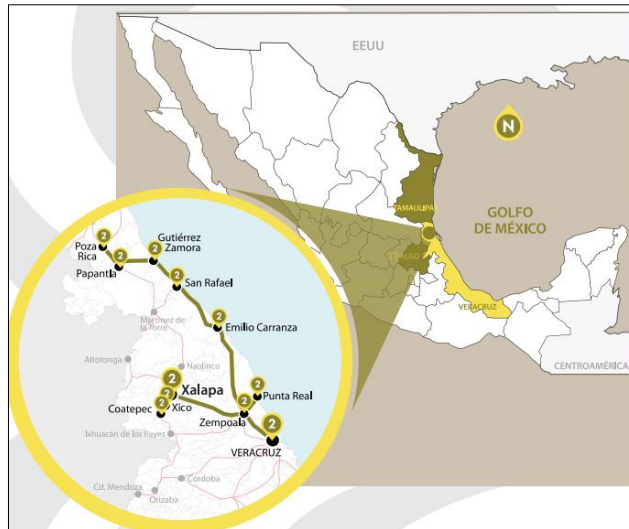 EEUU
N
TAMAULIPAS
GOLFO
DE MÉXICO
VERACRUZ
CENTROAMÉRICA
2
Poza
Rica
2
Papantla
2
Gutiérrez
Zamora
2
San Rafael
Martínez de
la Torre
2
Emilio Carranza
Altotonga
Naolinco
2
Xalapa
2
Punta Real
2
Coatepec
2
Xico
2
Zempoala
2
VERACRUZ
Ixhuacán de los Reyes
Cordoba
Cd. Mendoza
Orizaba